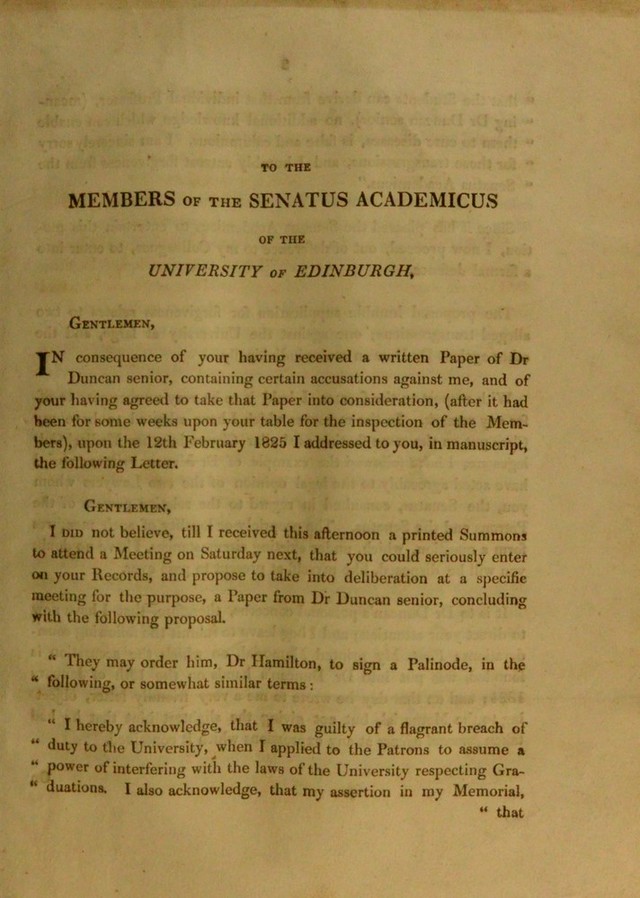 TO THE
MEMBERS OF THE SENATUS ACADEMICUS
OF THE
UNIVERSITY OF EDINBURGH,
GENTLEMEN,
IN consequence of your having received a written Paper of Dr
Duncan senior, containing certain accusations against me, and of
your having agreed to take that Paper into consideration, (after it had
been for some weeks upon your table for the inspection of the Mem-
bers), upon the 12th February 1825 I addressed to you, in manuscript,
the following Letter.
GENTLEMEN,
I DID not believe, till I received this afternoon a printed Summons
to attend a Meeting on Saturday next, that you could seriously enter
on your Records, and propose to take into deliberation at a specific
meeting for the purpose, a Paper from Dr Duncan senior, concluding
with the following proposal.
“ They may order him, Dr Hamilton, to sign a Palinode, in the
“ following, or somewhat similar terms :
“ I hereby acknowledge, that I was guilty of a flagrant breach of
“ duty to the University, when I applied to the Patrons to assume a
“ power of interfering with the laws of the University respecting Gra-
“ duations. I also acknowledge, that my assertion in my Memorial,
“ that